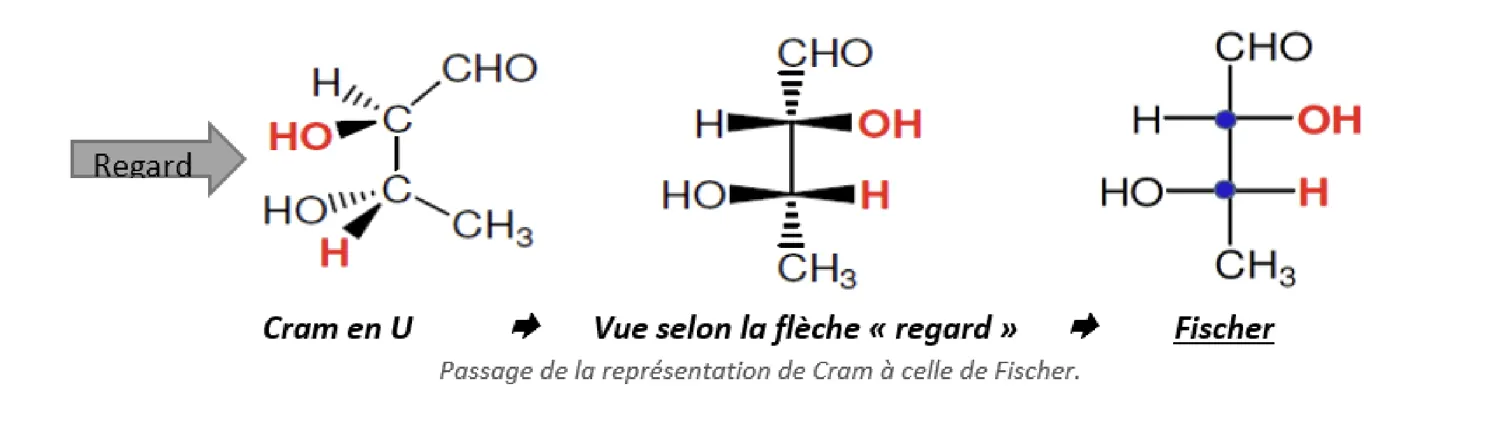 CHO
H
C
HO
Regard
C
HO
CH3
H
CHO
H
OH
HO
H
CH3
CHO
H
OH
HO
H
CH3
Cram en U ➨ Vue selon la flèche « regard » ➨ Fischer
Passage de la représentation de Cram à celle de Fischer.